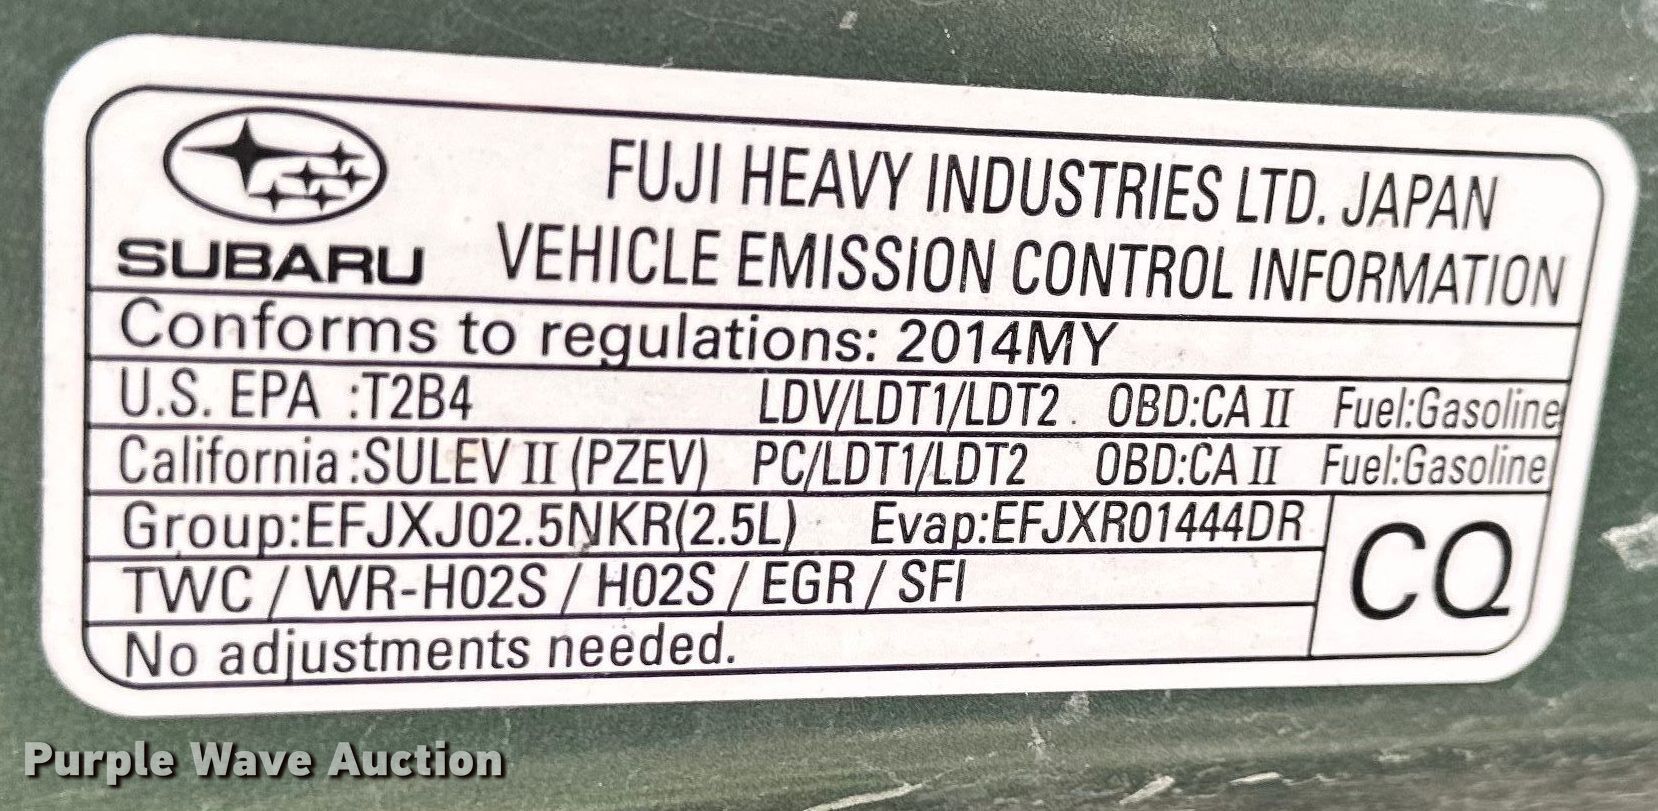 SUBARU
FUJI HEAVY INDUSTRIES LTD. JAPAN
VEHICLE EMISSION CONTROL INFORMATION
Conforms to regulations: 2014MY
U.S. EPA :T2B4 LDV/LDT1/LDT2 OBD:CA II Fuel:Gasoline
California:SULEV II (PZEV) PC/LDT1/LDT2 OBD:CA II Fuel:Gasoline
Group:EFJXJ02.5NKR(2.5L) Evap:EFJXR01444DR
TWC / WR-HO2S / HO2S / EGR / SFI
CQ
No adjustments needed.
Purple Wave Auction